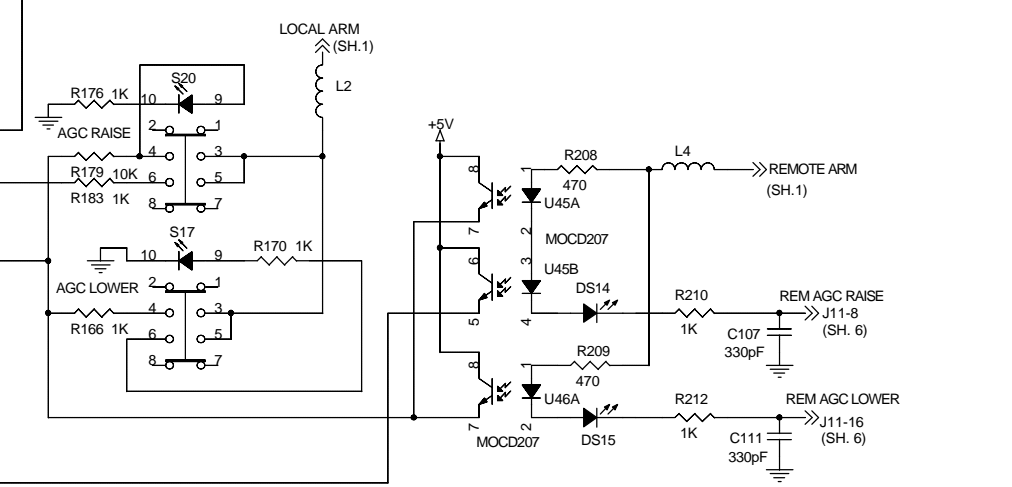 LOCAL ARM
(SH.1)
L2
S20
R176 1K
10
9
AGC RAISE
2
1
4
3
R179 10K
6
5
R183 1K
8
7
S17
10
9
R170 1K
AGC LOWER
2
1
4
3
R166 1K
6
5
8
7
+5V
8
1
R208
470
L4
REMOTE ARM
(SH.1)
U45A
7
2
MOCD207
6
3
U45B
DS14
5
4
R210
1K
REM AGC RAISE
J11-8
(SH. 6)
C107
330pF
R209
470
8
1
U46A
7
2
MOCD207
DS15
R212
1K
REM AGC LOWER
J11-16
(SH. 6)
C111
330pF